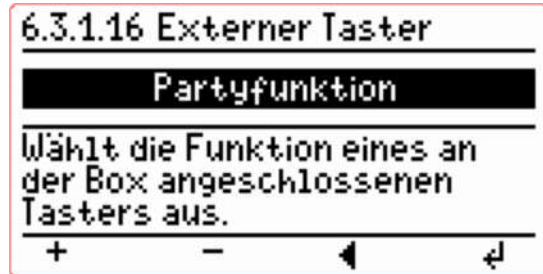 6.3.1.16 Externer Taster
Partyfunktion
Wählt die Funktion eines an
der Box angeschlossenen
Tasters aus.
+ − ◀ ↲